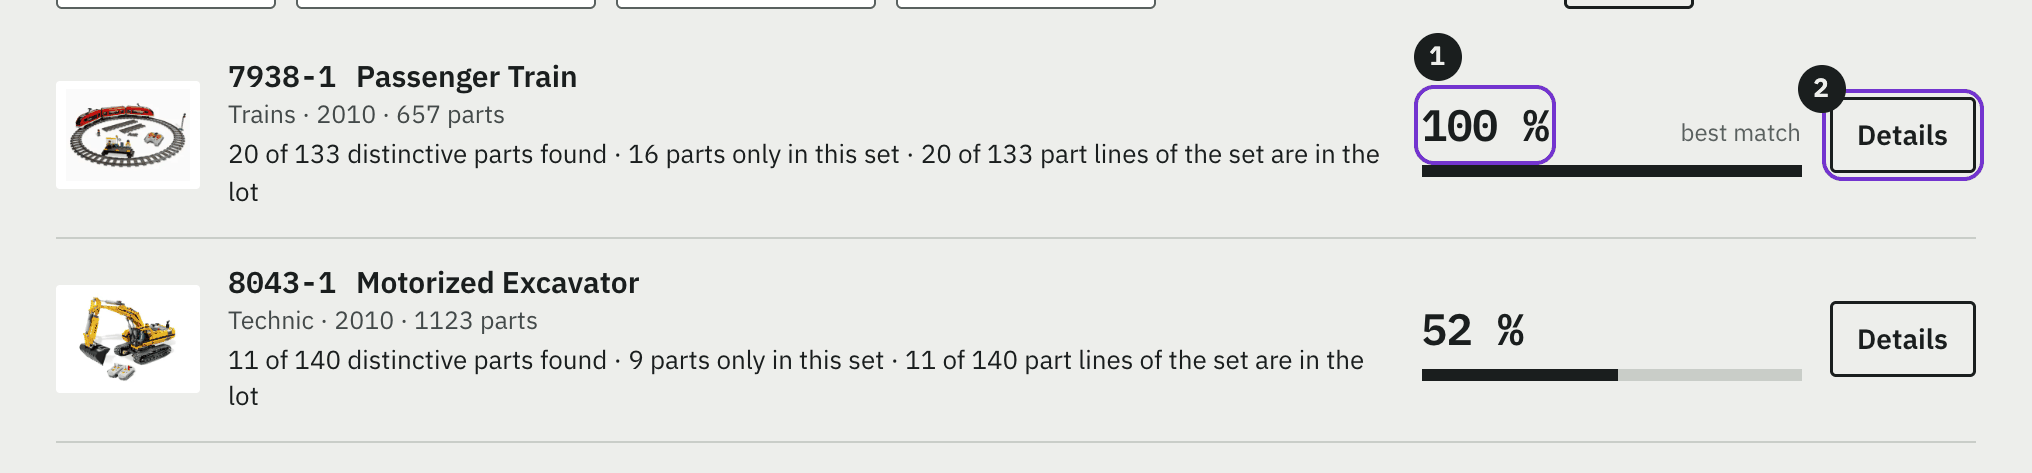 7938-1 Passenger Train
Trains · 2010 · 657 parts
20 of 133 distinctive parts found · 16 parts only in this set · 20 of 133 part lines of the set are in the
lot
1
100 %
best match
2
Details
8043-1 Motorized Excavator
Technic · 2010 · 1123 parts
11 of 140 distinctive parts found · 9 parts only in this set · 11 of 140 part lines of the set are in the
lot
52 %
Details